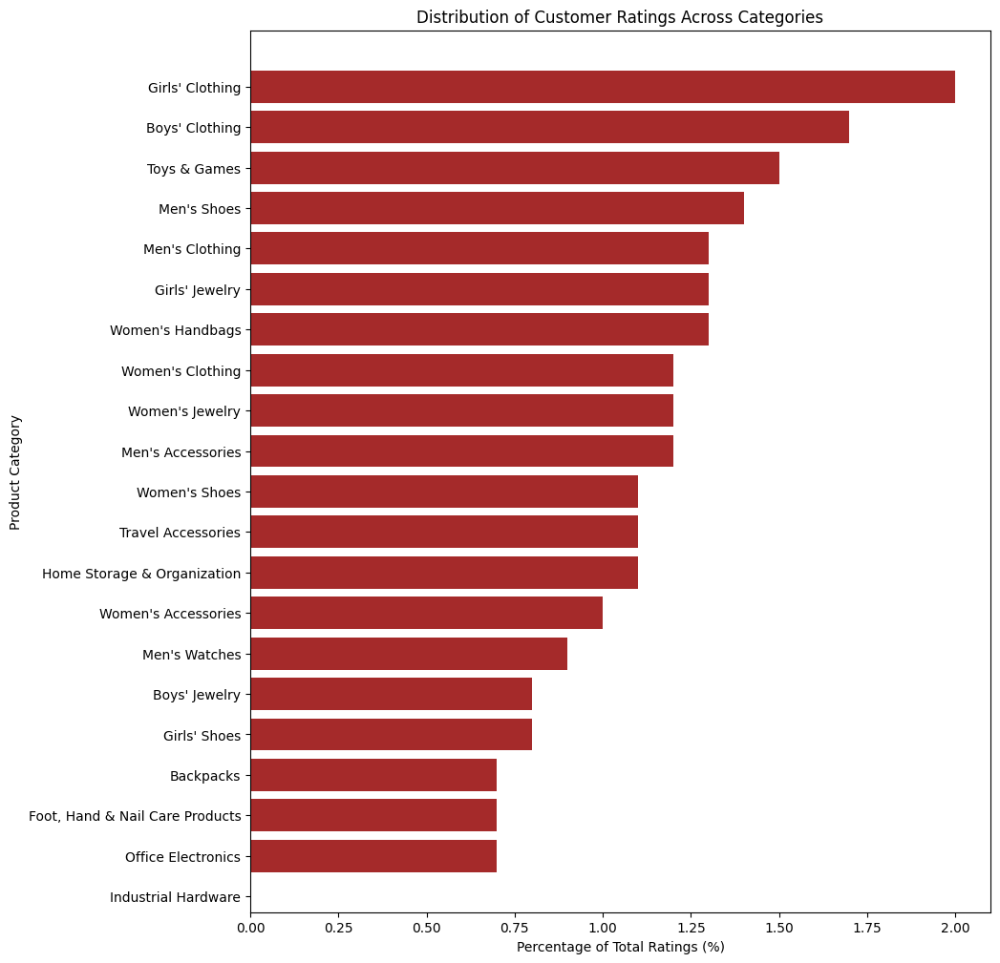 Distribution of Customer Ratings Across Categories
Product Category
Girls' Clothing
Boys' Clothing
Toys & Games
Men's Shoes
Men's Clothing
Girls' Jewelry
Women's Handbags
Women's Clothing
Women's Jewelry
Men's Accessories
Women's Shoes
Travel Accessories
Home Storage & Organization
Women's Accessories
Men's Watches
Boys' Jewelry
Girls' Shoes
Backpacks
Foot, Hand & Nail Care Products
Office Electronics
Industrial Hardware
0.00 0.25 0.50 0.75 1.00 1.25 1.50 1.75 2.00
Percentage of Total Ratings (%)